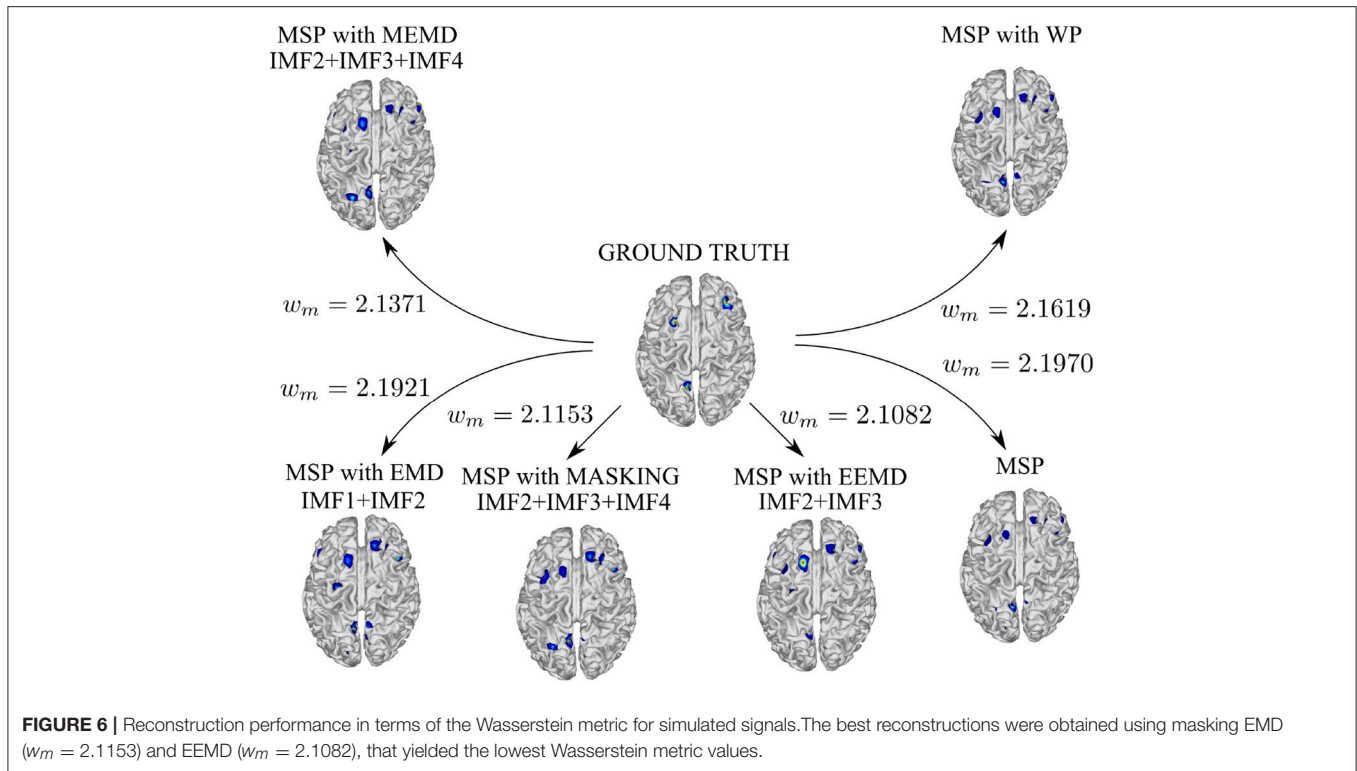 MSP with MEMD
IMF2+IMF3+IMF4
MSP with WP
GROUND TRUTH
w_m = 2.1371
w_m = 2.1619
w_m = 2.1921
w_m = 2.1970
w_m = 2.1153
w_m = 2.1082
MSP with EMD
IMF1+IMF2
MSP with MASKING
IMF2+IMF3+IMF4
MSP with EEMD
IMF2+IMF3
MSP
FIGURE 6 | Reconstruction performance in terms of the Wasserstein metric for simulated signals.The best reconstructions were obtained using masking EMD
(w_m = 2.1153) and EEMD (w_m = 2.1082), that yielded the lowest Wasserstein metric values.